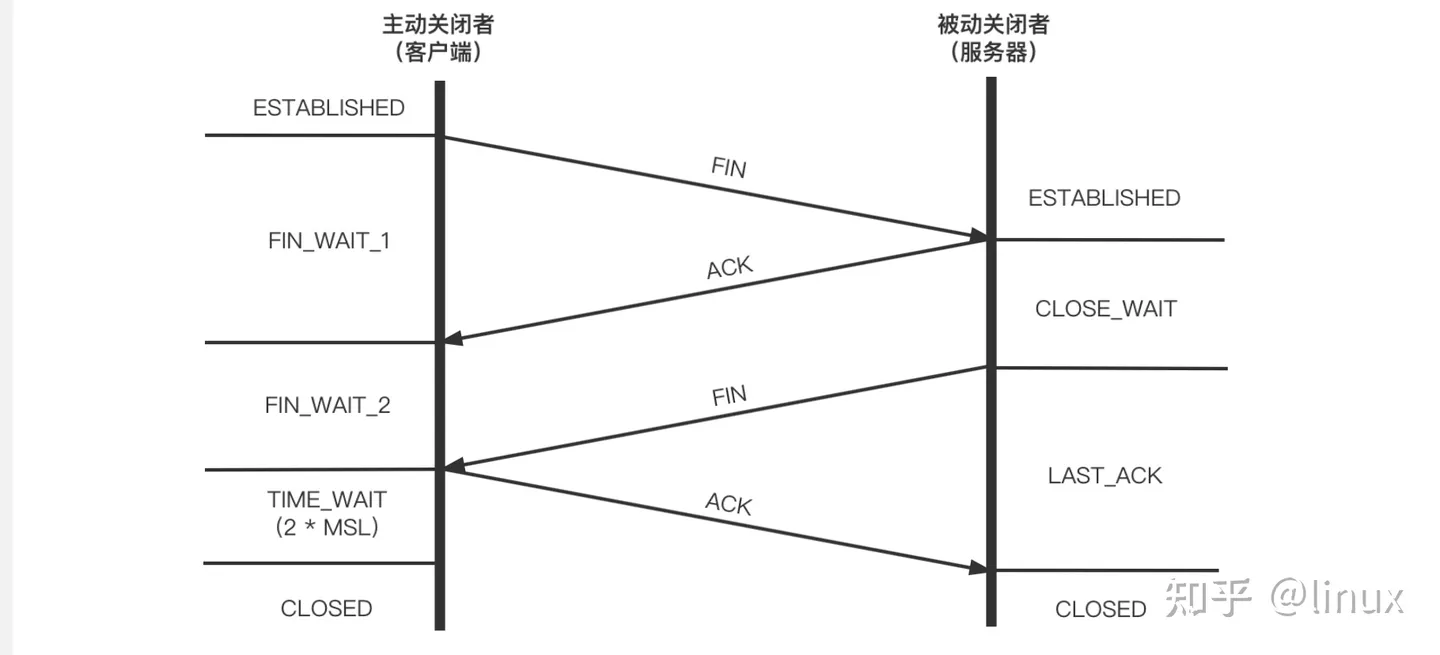 主动关闭者
（客户端）
被动关闭者
（服务器）
ESTABLISHED
FIN
ESTABLISHED
FIN_WAIT_1
ACK
CLOSE_WAIT
FIN
FIN_WAIT_2
LAST_ACK
TIME_WAIT
(2 * MSL)
ACK
CLOSED
CLOSED
知乎 @linux